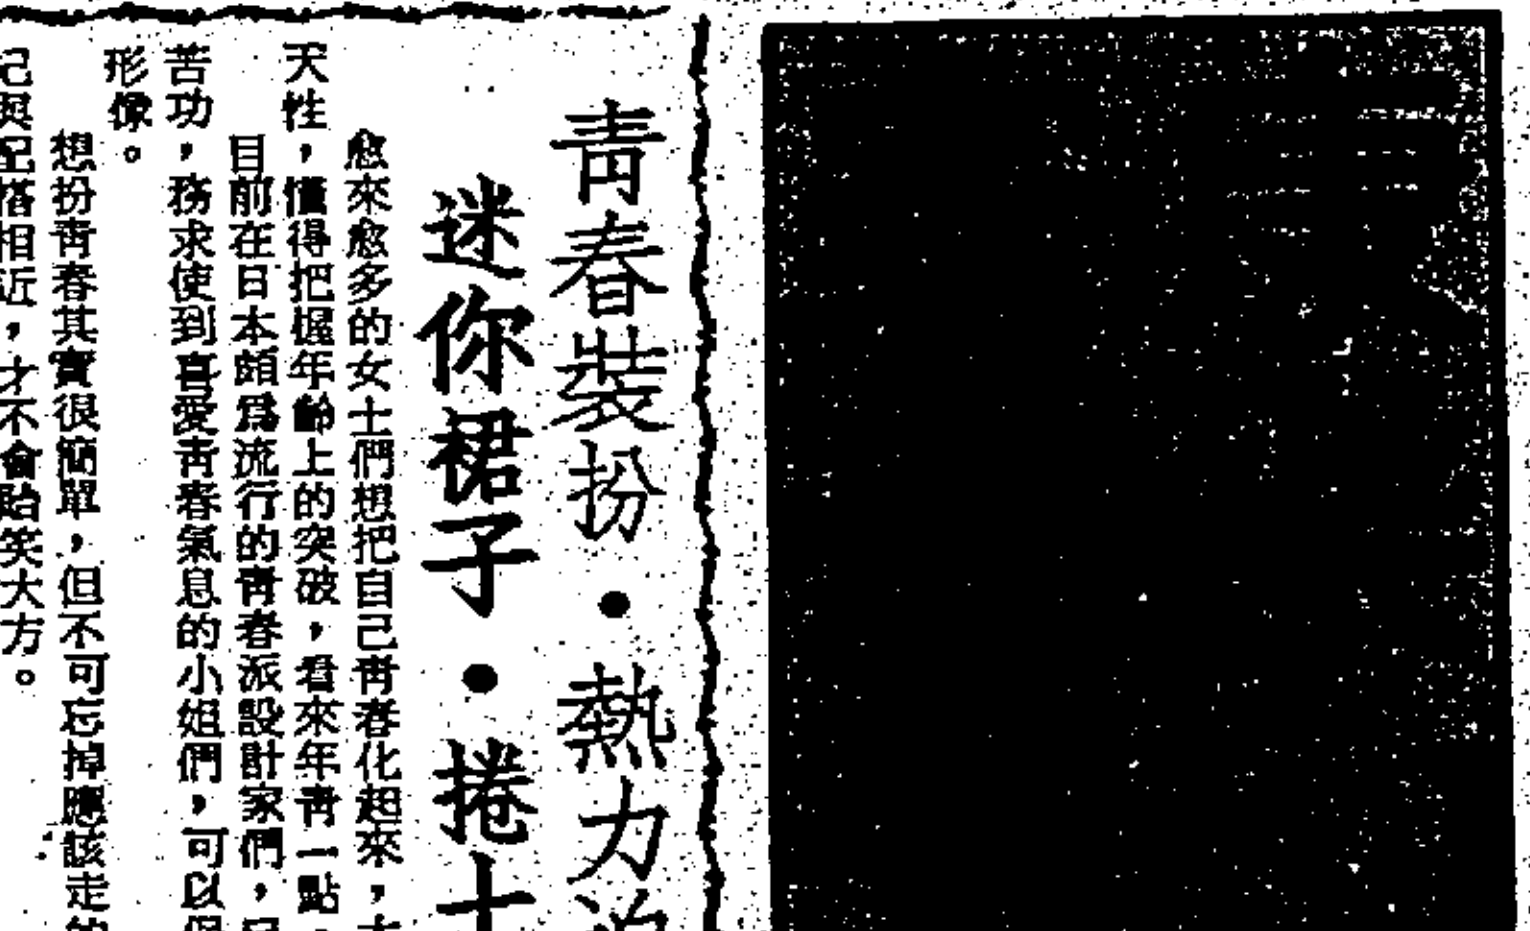 青春裝扮・熱力
迷你裙子・捲士
愈來愈多的女士們想把自己青春化起來，
天性，懂得把握年齡上的突破，看來年青一點，
目前在日本頗為流行的青春派設計家們，
苦功，務求使到喜愛青春氣息的小姐們，可以
形像。
想扮青春其實很簡單，但不可忘掉應該走的
己與配搭相近，才不會貽笑大方。